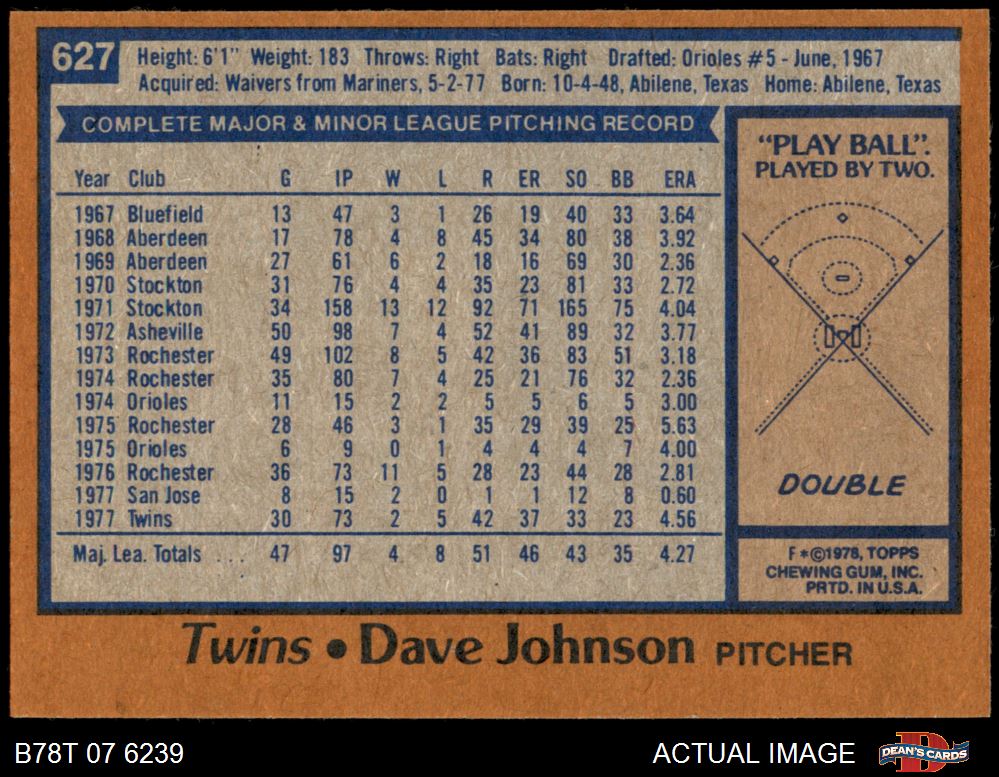 627
Height: 6'1" Weight: 183 Throws: Right Bats: Right Drafted: Orioles #5 - June, 1967
Acquired: Waivers from Mariners, 5-2-77 Born: 10-4-48, Abilene, Texas Home: Abilene, Texas
COMPLETE MAJOR & MINOR LEAGUE PITCHING RECORD
Year Club G IP W L R ER SO BB ERA
1967 Bluefield 13 47 3 1 26 19 40 33 3.64
1968 Aberdeen 17 78 4 8 45 34 80 38 3.92
1969 Aberdeen 27 61 6 2 18 16 69 30 2.36
1970 Stockton 31 76 4 4 35 23 81 33 2.72
1971 Stockton 34 158 13 12 92 71 165 75 4.04
1972 Asheville 50 98 7 4 52 41 89 32 3.77
1973 Rochester 49 102 8 5 42 36 83 51 3.18
1974 Rochester 35 80 7 4 25 21 76 32 2.36
1974 Orioles 11 15 2 2 5 5 6 5 3.00
1975 Rochester 28 46 3 1 35 29 39 25 5.63
1975 Orioles 6 9 0 1 4 4 4 7 4.00
1976 Rochester 36 73 11 5 28 23 44 28 2.81
1977 San Jose 8 15 2 0 1 1 12 8 0.60
1977 Twins 30 73 2 5 42 37 33 23 4.56
Maj. Lea. Totals ... 47 97 4 8 51 46 43 35 4.27
"PLAY BALL".
PLAYED BY TWO.
DOUBLE
F*©1978, TOPPS
CHEWING GUM, INC.
PRTD. IN U.S.A.
Twins • Dave Johnson PITCHER
B78T 07 6239
ACTUAL IMAGE
D
DEAN'S CARDS